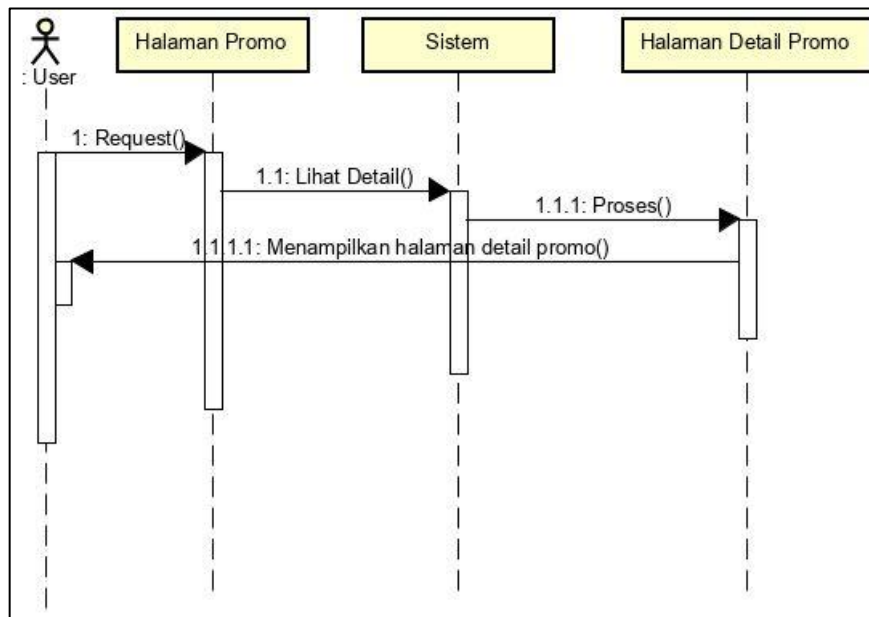 Halaman Promo
Sistem
Halaman Detail Promo
: User
1: Request()
1.1: Lihat Detail()
1.1.1: Proses()
1.1.1.1: Menampilkan halaman detail promo()